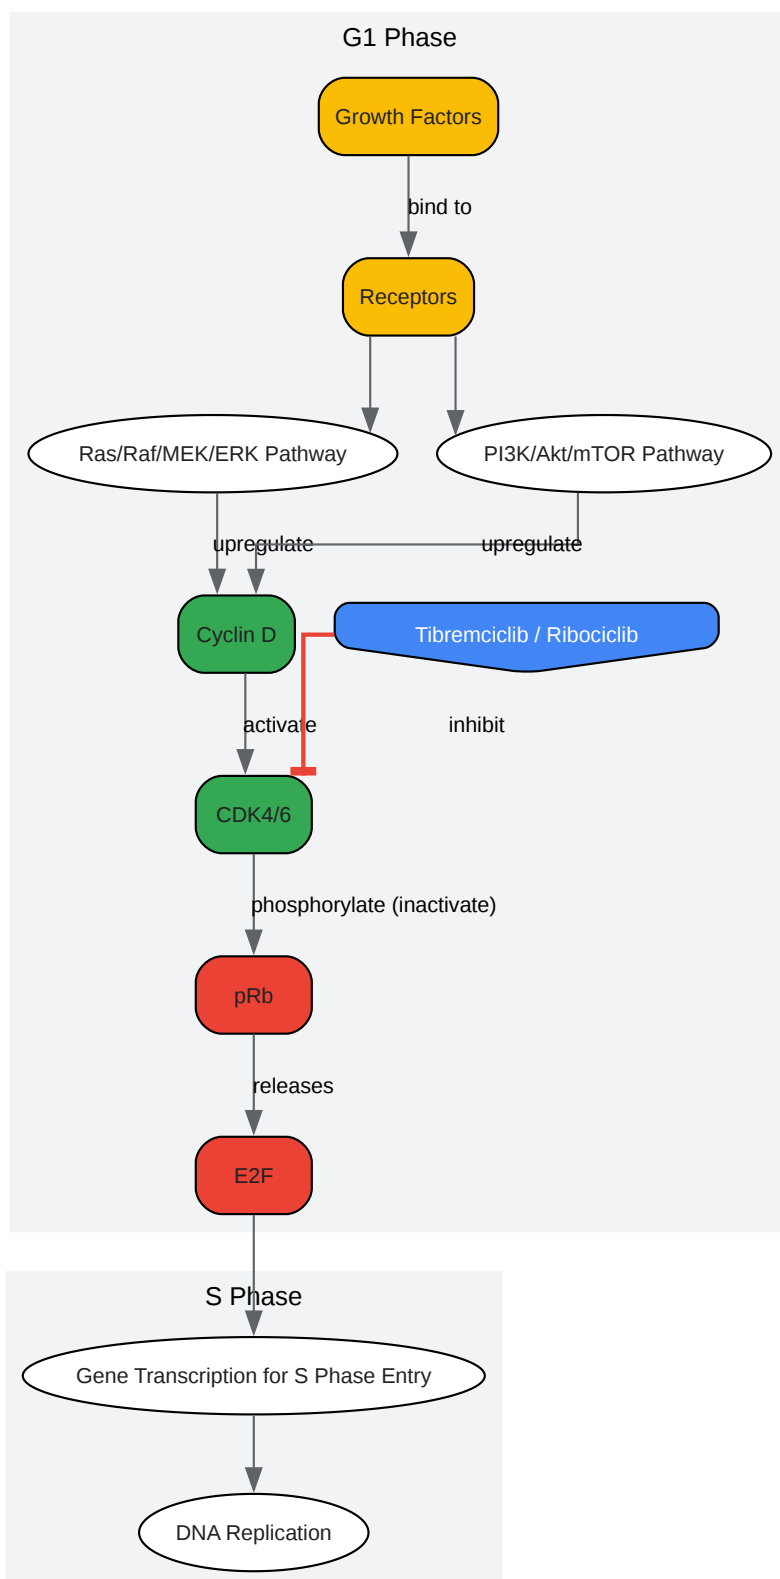 G1 Phase
Growth Factors
bind to
Receptors
Ras/Raf/MEK/ERK Pathway
PI3K/Akt/mTOR Pathway
upregulate
upregulate
Cyclin D
Tibremciclib / Ribociclib
activate
inhibit
CDK4/6
phosphorylate (inactivate)
pRb
releases
E2F
S Phase
Gene Transcription for S Phase Entry
DNA Replication